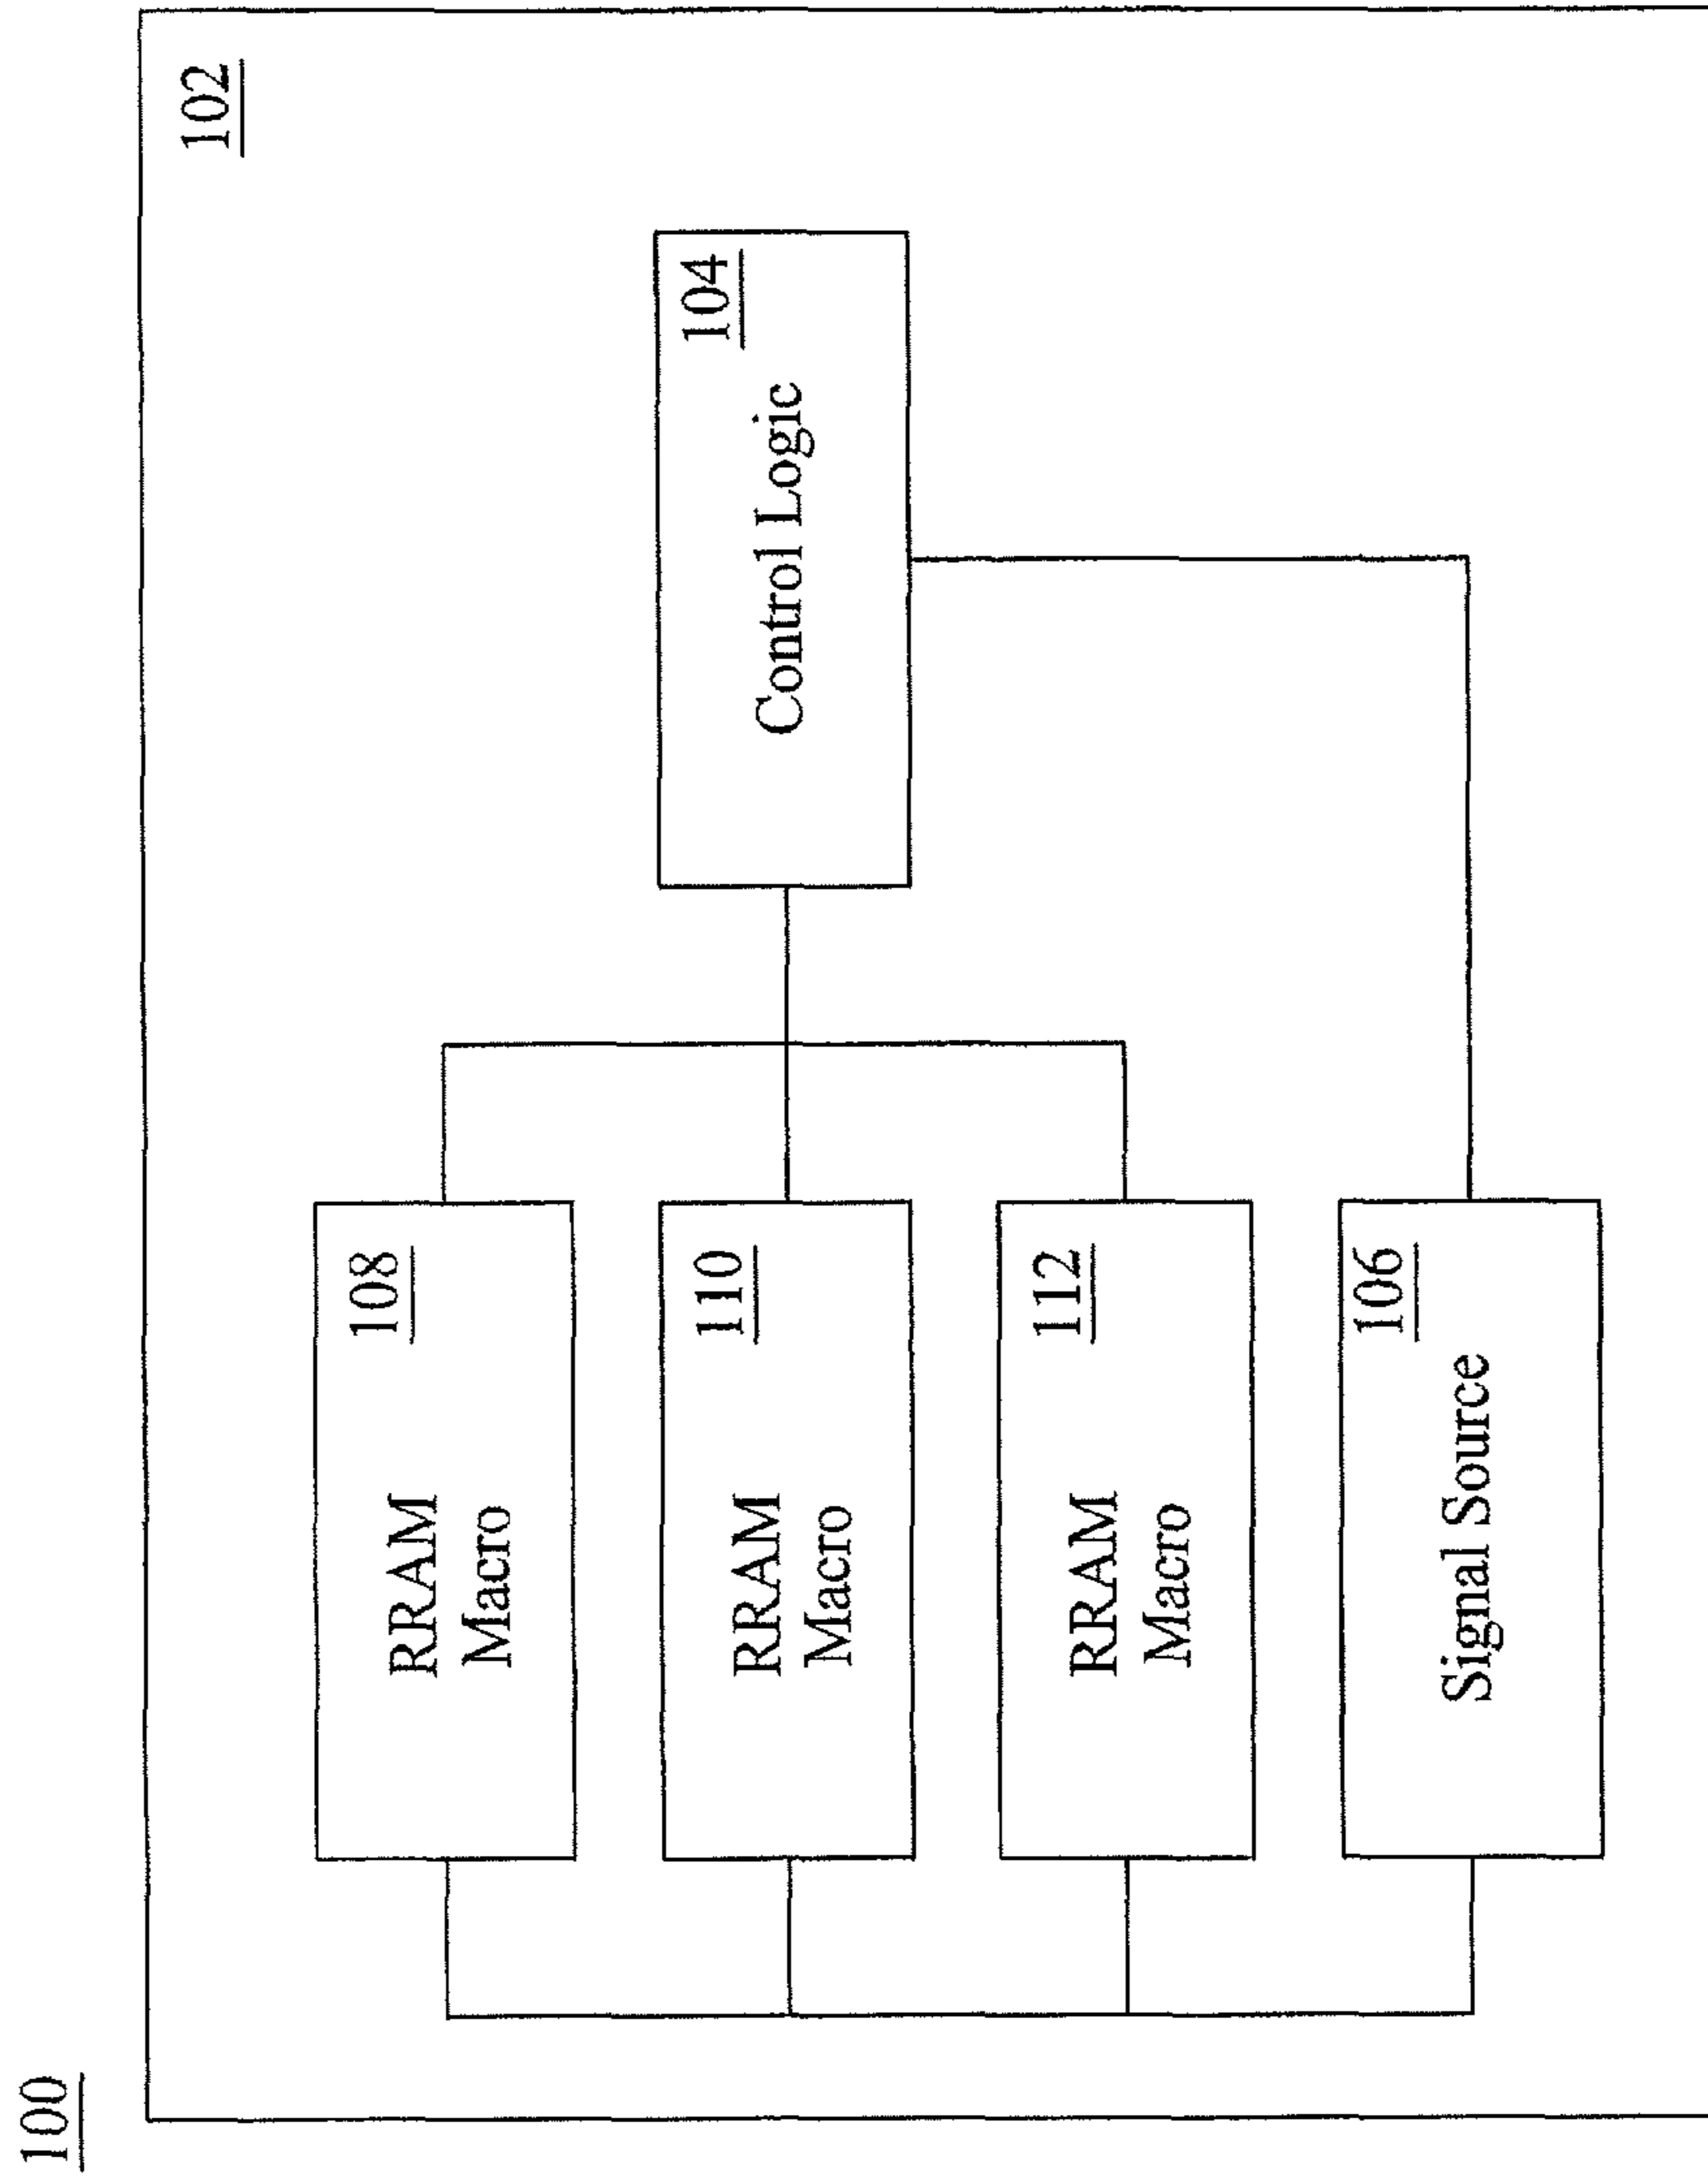 100
102
RRAM
Macro
108
RRAM
Macro
110
RRAM
Macro
112
Signal Source
106
Control Logic
104